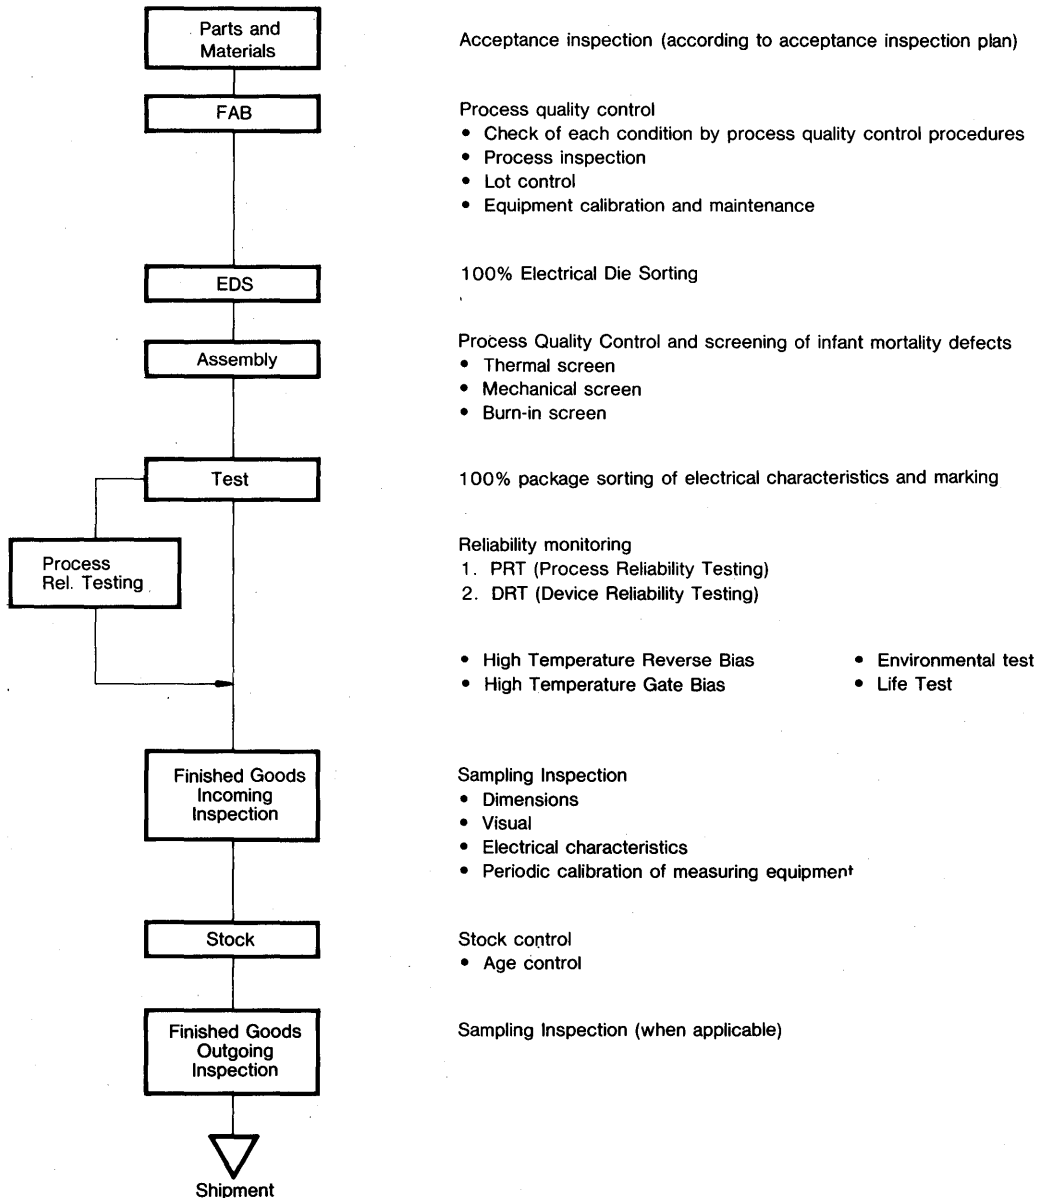 Parts and
Materials
Acceptance inspection (according to acceptance inspection plan)
FAB
Process quality control
• Check of each condition by process quality control procedures
• Process inspection
• Lot control
• Equipment calibration and maintenance
EDS
100% Electrical Die Sorting
Assembly
Process Quality Control and screening of infant mortality defects
• Thermal screen
• Mechanical screen
• Burn-in screen
Test
100% package sorting of electrical characteristics and marking
Process
Rel. Testing
Reliability monitoring
1. PRT (Process Reliability Testing)
2. DRT (Device Reliability Testing)
• High Temperature Reverse Bias • Environmental test
• High Temperature Gate Bias • Life Test
Finished Goods
Incoming
Inspection
Sampling Inspection
• Dimensions
• Visual
• Electrical characteristics
• Periodic calibration of measuring equipment
Stock
Stock control
• Age control
Finished Goods
Outgoing
Inspection
Sampling Inspection (when applicable)
Shipment